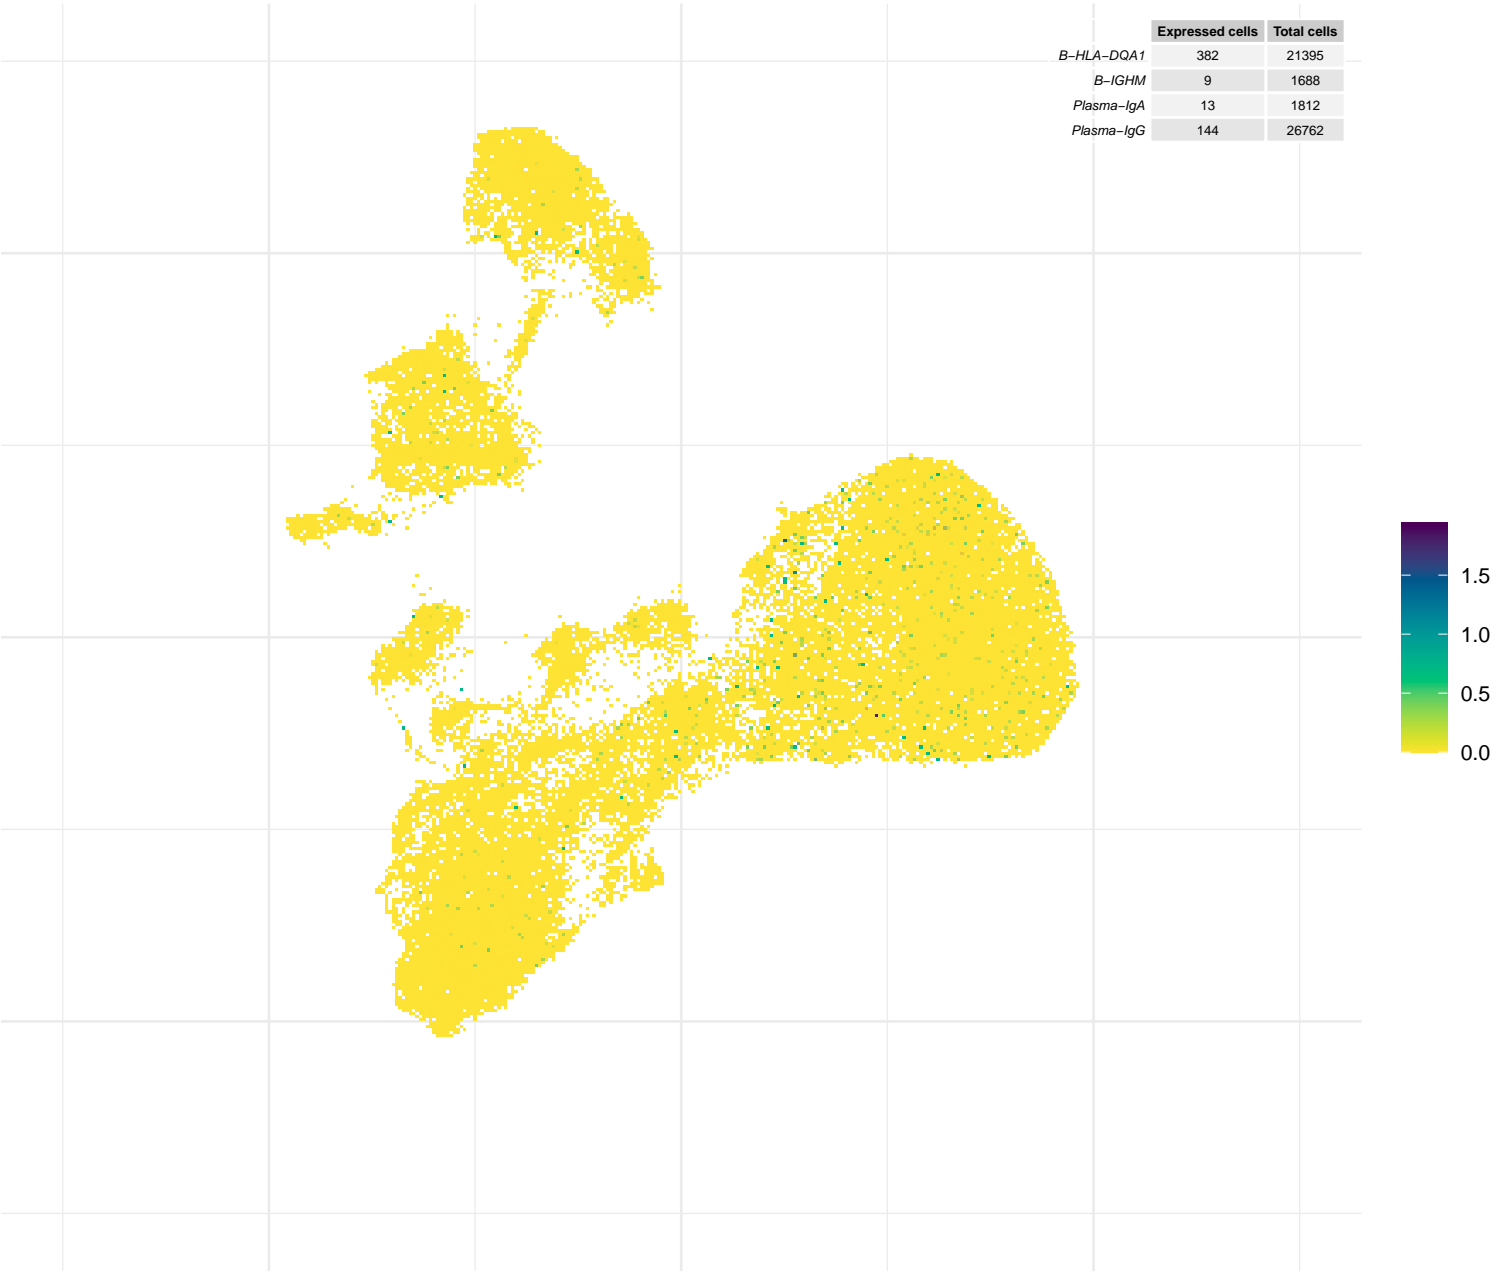 Expressed cells Total cells
B−HLA−DQA1 382 21395
B−IGHM 9 1688
Plasma−IgA 13 1812
Plasma−IgG 144 26762
1.5
1.0
0.5
0.0